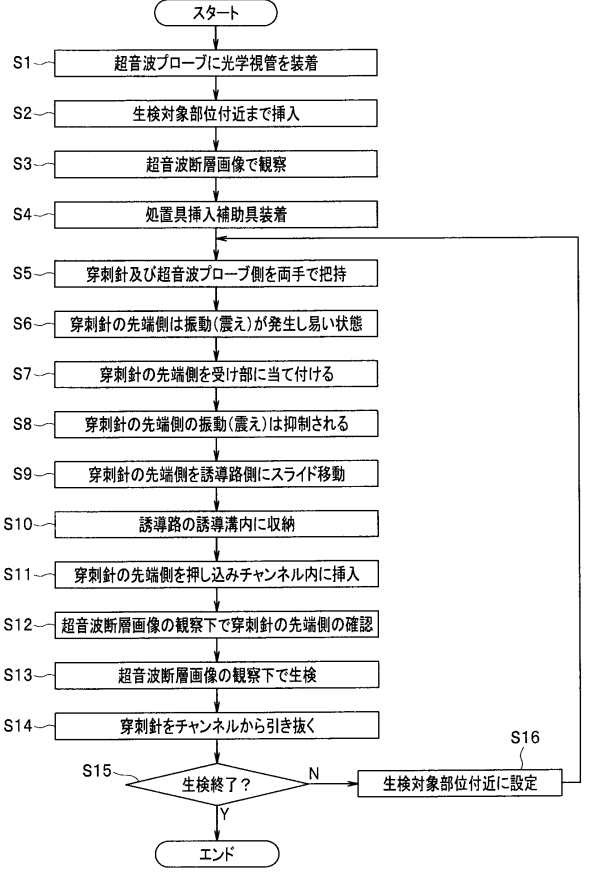 スタート
S1 超音波プローブに光学視管を装着
S2 生検対象部位付近まで挿入
S3 超音波断層画像で観察
S4 処置具挿入補助具装着
S5 穿刺針及び超音波プローブ側を両手で把持
S6 穿刺針の先端側は振動(震え)が発生し易い状態
S7 穿刺針の先端側を受け部に当て付ける
S8 穿刺針の先端側の振動(震え)は抑制される
S9 穿刺針の先端側を誘導路側にスライド移動
S10 誘導路の誘導溝内に収納
S11 穿刺針の先端側を押し込みチャンネル内に挿入
S12 超音波断層画像の観察下で穿刺針の先端側の確認
S13 超音波断層画像の観察下で生検
S14 穿刺針をチャンネルから引き抜く
S15 生検終了?
N
S16 生検対象部位付近に設定
Y
エンド